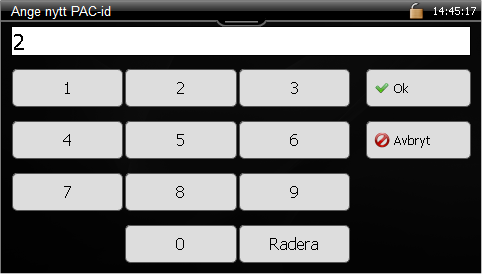 Ange nytt PAC-id 14:45:17
2
1 2 3 Ok
4 5 6 Avbryt
7 8 9
0 Radera